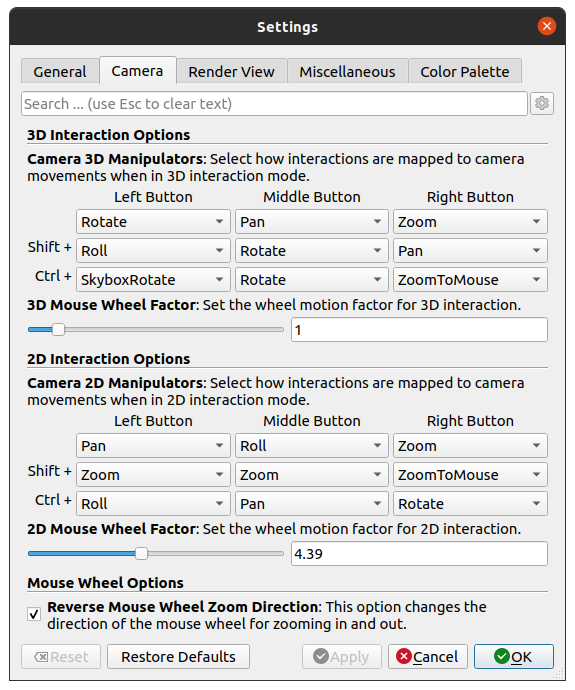 Settings
General Camera Render View Miscellaneous Color Palette
Search ... (use Esc to clear text)
3D Interaction Options
Camera 3D Manipulators: Select how interactions are mapped to camera
movements when in 3D interaction mode.
Left Button Middle Button Right Button
Rotate Pan Zoom
Shift + Roll Rotate Pan
Ctrl + SkyboxRotate Rotate ZoomToMouse
3D Mouse Wheel Factor: Set the wheel motion factor for 3D interaction.
1
2D Interaction Options
Camera 2D Manipulators: Select how interactions are mapped to camera
movements when in 2D interaction mode.
Left Button Middle Button Right Button
Pan Roll Zoom
Shift + Zoom Zoom ZoomToMouse
Ctrl + Roll Pan Rotate
2D Mouse Wheel Factor: Set the wheel motion factor for 2D interaction.
4.39
Mouse Wheel Options
Reverse Mouse Wheel Zoom Direction: This option changes the
direction of the mouse wheel for zooming in and out.
Reset Restore Defaults Apply Cancel OK